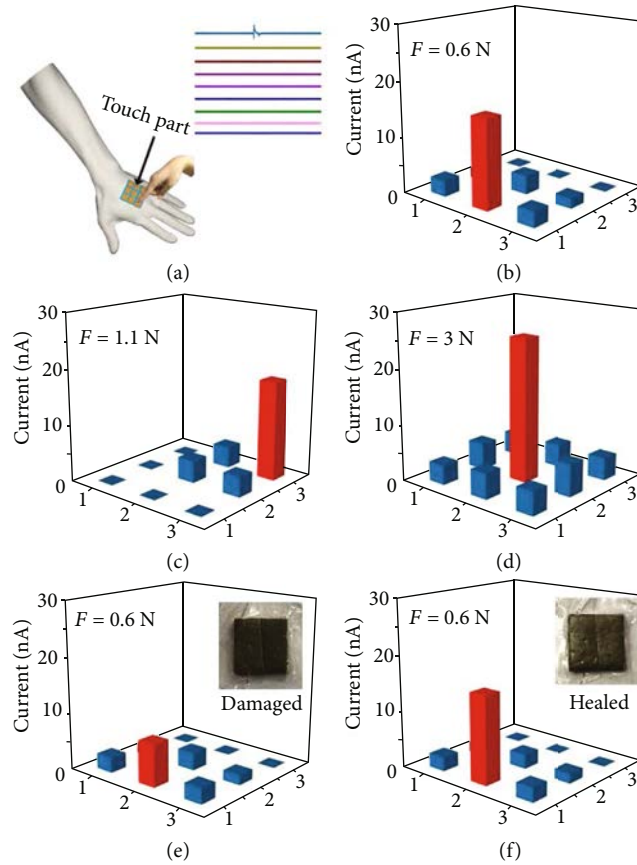 Touch part
(a)
Current (nA)
30
20
10
0
F = 0.6 N
1
2
3
1
2
3
(b)
Current (nA)
30
20
10
0
F = 1.1 N
1
2
3
1
2
3
(c)
Current (nA)
30
20
10
0
F = 3 N
1
2
3
1
2
3
(d)
Current (nA)
30
20
10
0
F = 0.6 N
Damaged
1
2
3
1
2
3
(e)
Current (nA)
30
20
10
0
F = 0.6 N
Healed
1
2
3
1
2
3
(f)